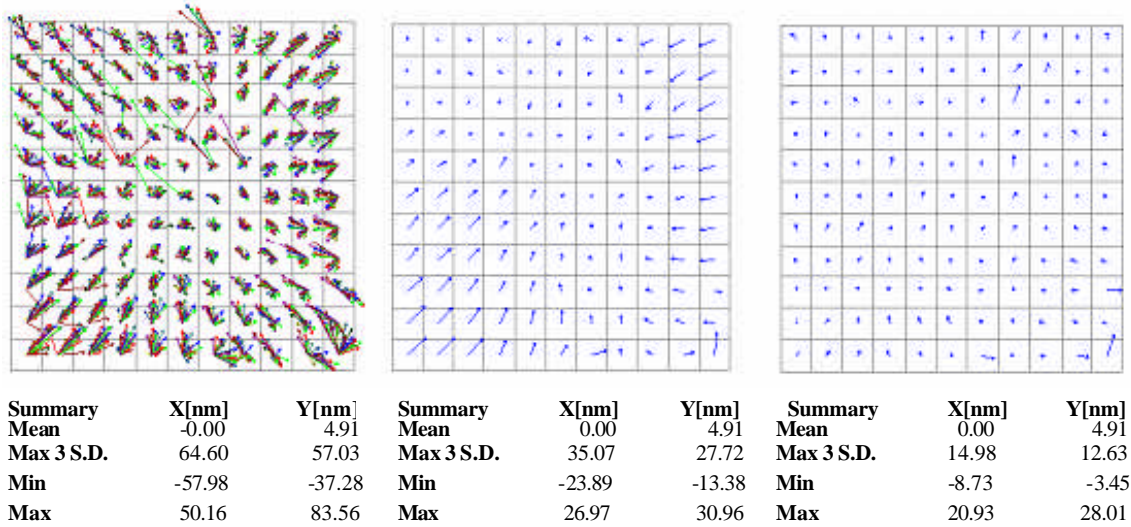 Summary X[nm] Y[nm]
Mean -0.00 4.91
Max 3 S.D. 64.60 57.03
Min -57.98 -37.28
Max 50.16 83.56
Summary X[nm] Y[nm]
Mean 0.00 4.91
Max 3 S.D. 35.07 27.72
Min -23.89 -13.38
Max 26.97 30.96
Summary X[nm] Y[nm]
Mean 0.00 4.91
Max 3 S.D. 14.98 12.63
Min -8.73 -3.45
Max 20.93 28.01